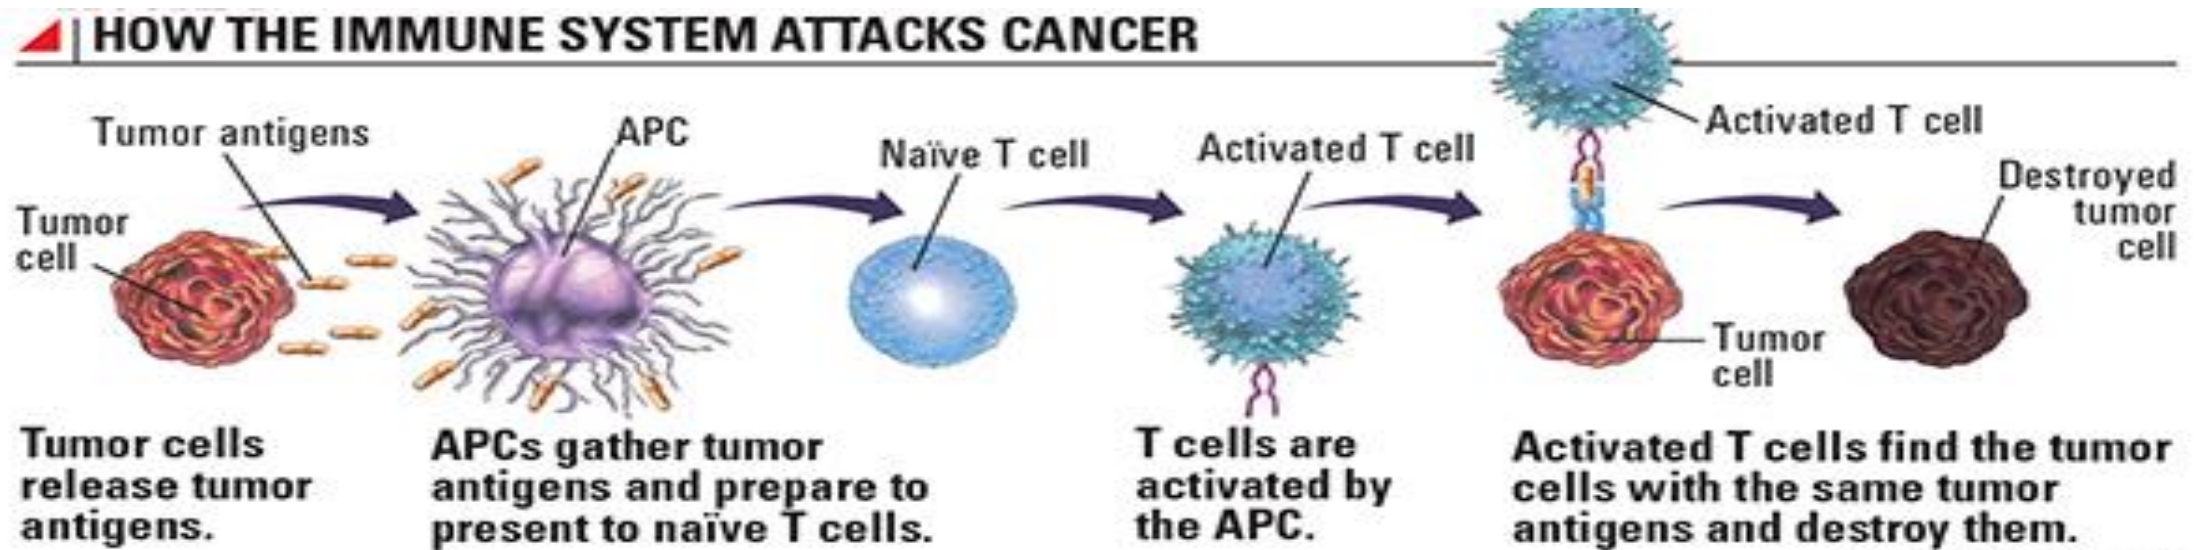 HOW THE IMMUNE SYSTEM ATTACKS CANCER
Tumor antigens
Tumor
cell
APC
Naïve T cell
Activated T cell
Activated T cell
Tumor
cell
Destroyed
tumor
cell
Tumor cells
release tumor
antigens.
APCs gather tumor
antigens and prepare to
present to naïve T cells.
T cells are
activated by
the APC.
Activated T cells find the tumor
cells with the same tumor
antigens and destroy them.